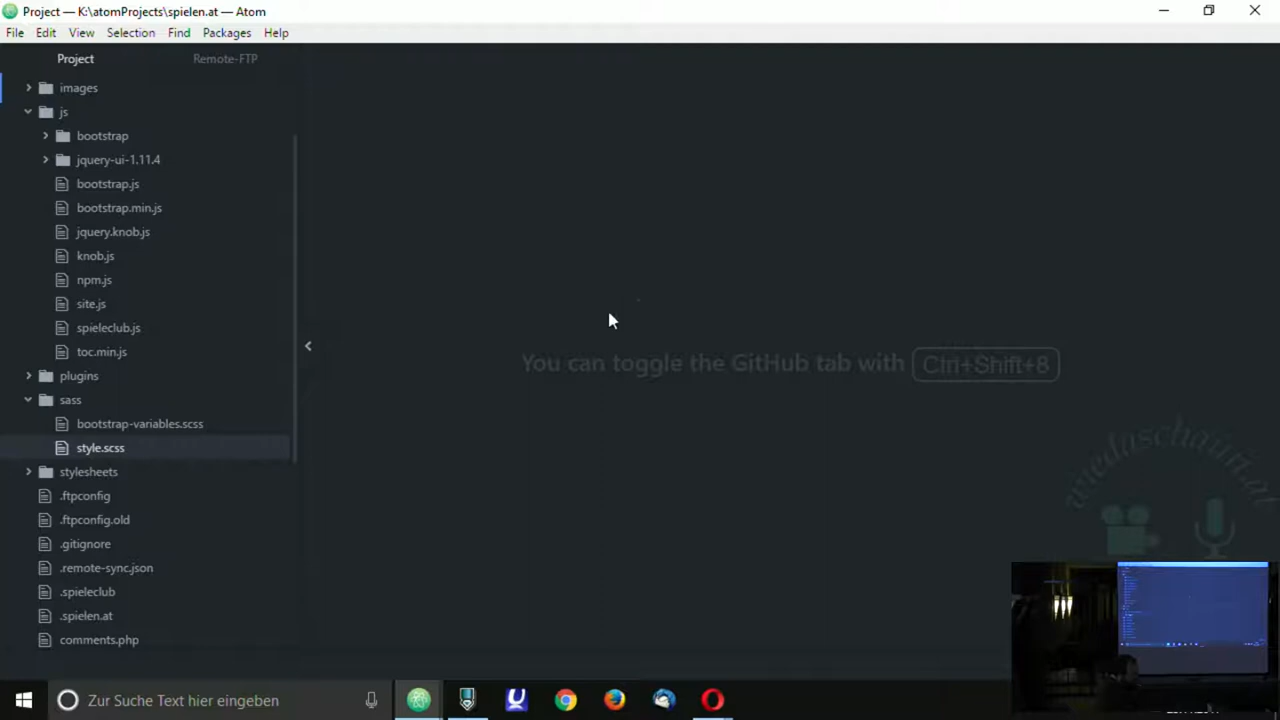 Project — K:\atomProjects\spielen.at — Atom
File Edit View Selection Find Packages Help
Project Remote-FTP
images
js
bootstrap
jquery-ui-1.11.4
bootstrap.js
bootstrap.min.js
jquery.knob.js
knob.js
npm.js
site.js
spieleclub.js
toc.min.js
plugins
sass
bootstrap-variables.scss
style.scss
stylesheets
.ftpconfig
.ftpconfig.old
.gitignore
.remote-sync.json
.spieleclub
.spielen.at
comments.php
You can toggle the GitHub tab with Ctrl+Shift+8
wiedaschaun.at
Zur Suche Text hier eingeben